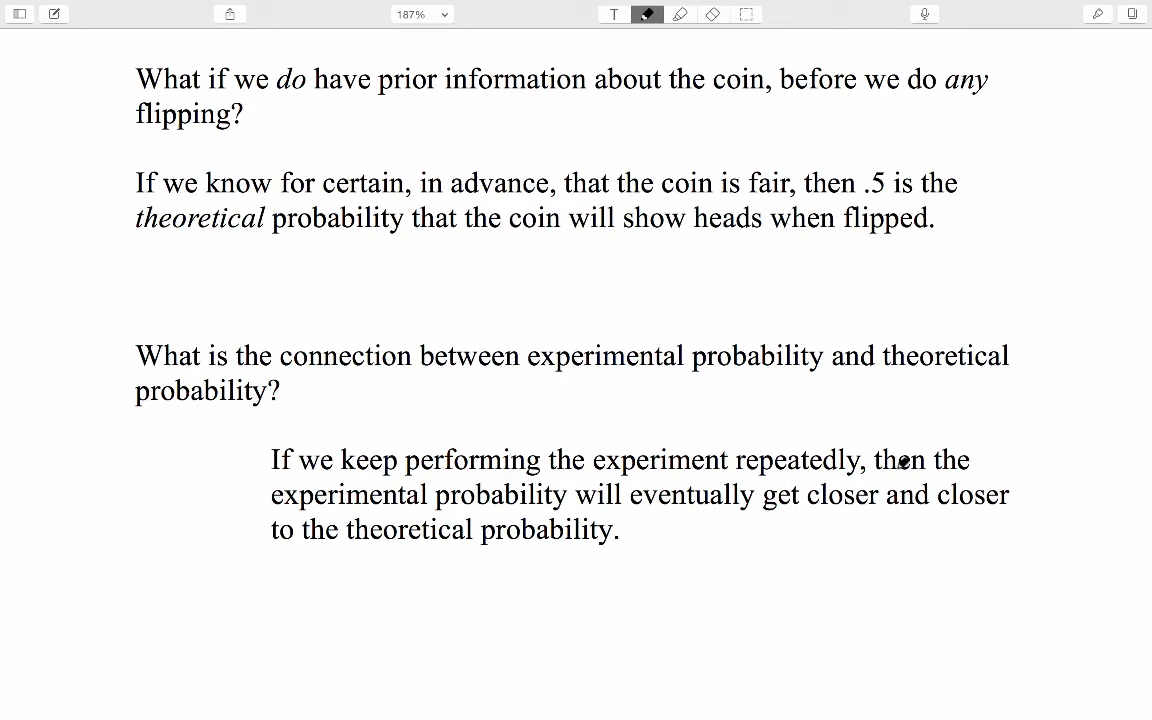 187%
T
What if we do have prior information about the coin, before we do any
flipping?
If we know for certain, in advance, that the coin is fair, then .5 is the
theoretical probability that the coin will show heads when flipped.
What is the connection between experimental probability and theoretical
probability?
If we keep performing the experiment repeatedly, then the
experimental probability will eventually get closer and closer
to the theoretical probability.